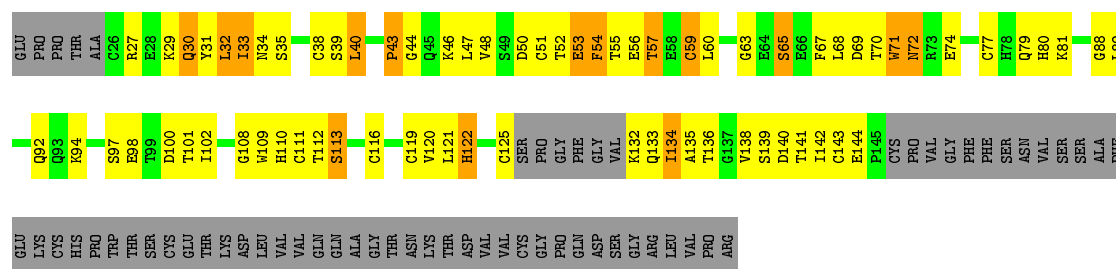 GLU PRO PRO THR ALA C26 R27 E28 K29 Q30 Y31 L32 I33 N34 S35 C38 S39 L40 P43 G44 Q45 K46 L47 V48 S49 D50 C51 T52 E53 F54 T55 E56 T57 E58 C59 L60 G63 E64 S65 E66 F67 L68 D69 T70 W71 N72 R73 E74 C77 H78 Q79 H80 K81 G88
Q92 Q93 K94 S97 E98 T99 D100 T101 I102 G108 W109 H110 C111 T112 S113 C116 C119 V120 L121 H122 C125 SER PRO GLY PHE GLY VAL K132 Q133 I134 A135 T136 G137 V138 S139 D140 T141 I142 C143 E144 P145 CYS PRO VAL GLY PHE PHE SER ASN VAL SER SER ALA
GLU LYS CYS HIS PRO TRP THR SER CYS GLU THR LYS ASP LEU VAL VAL GLN GLN ALA GLY THR ASN LYS THR ASP VAL VAL CYS GLY PRO GLN ASP SER GLY ARG LEU VAL PRO ARG